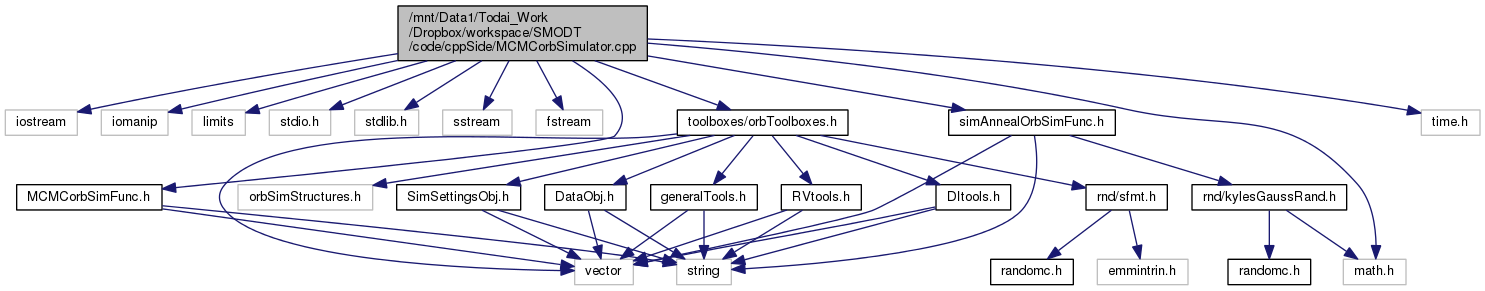 /mnt/Data1/Todai_Work
/Dropbox/workspace/SMODT
/code/cppSide/MCMCorbSimulator.cpp
iostream
iomanip
limits
stdio.h
stdlib.h
sstream
fstream
toolboxes/orbToolboxes.h
simAnnealOrbSimFunc.h
time.h
MCMCorbSimFunc.h
orbSimStructures.h
SimSettingsObj.h
DataObj.h
generalTools.h
RVtools.h
DItools.h
rnd/sfmt.h
rnd/kylesGaussRand.h
vector
string
randomc.h
emmintrin.h
randomc.h
math.h